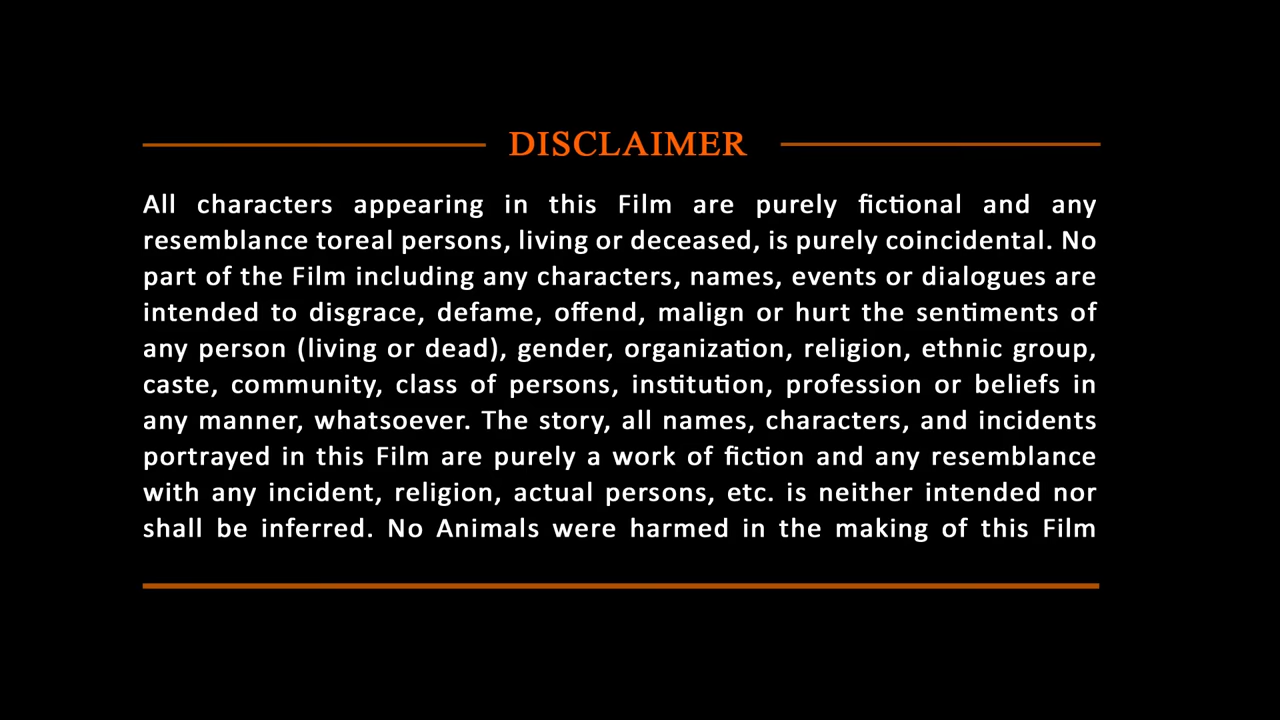 DISCLAIMER
All characters appearing in this Film are purely fictional and any
resemblance toreal persons, living or deceased, is purely coincidental. No
part of the Film including any characters, names, events or dialogues are
intended to disgrace, defame, offend, malign or hurt the sentiments of
any person (living or dead), gender, organization, religion, ethnic group,
caste, community, class of persons, institution, profession or beliefs in
any manner, whatsoever. The story, all names, characters, and incidents
portrayed in this Film are purely a work of fiction and any resemblance
with any incident, religion, actual persons, etc. is neither intended nor
shall be inferred. No Animals were harmed in the making of this Film